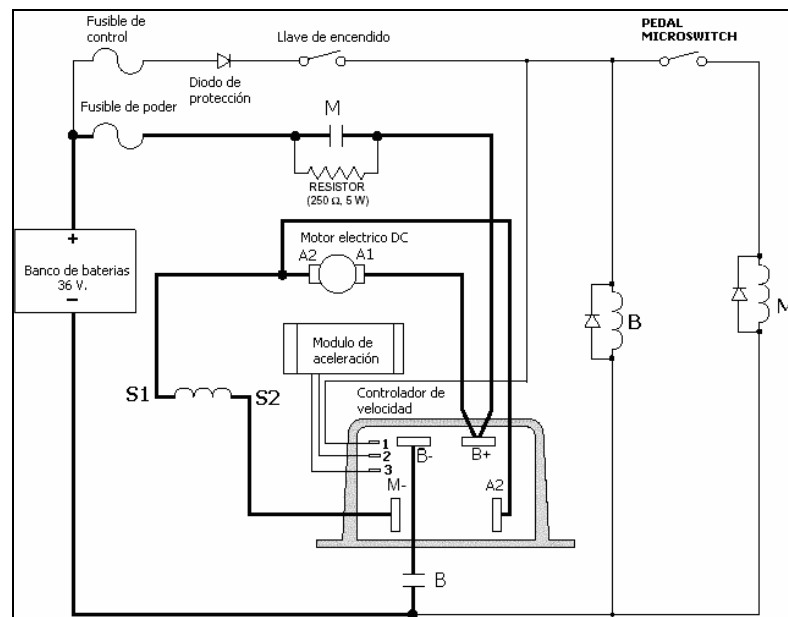 Fusible de
control
Llave de encendido
PEDAL
MICROSWITCH
Diodo de
protección
Fusible de poder
M
RESISTOR
(250 Ω, 5 W)
Motor electrico DC
A2
A1
+
Banco de baterias
36 V.
−
B
M
Modulo de
aceleración
S1
S2
Controlador de
velocidad
1
2
3
B-
B+
M-
A2
B